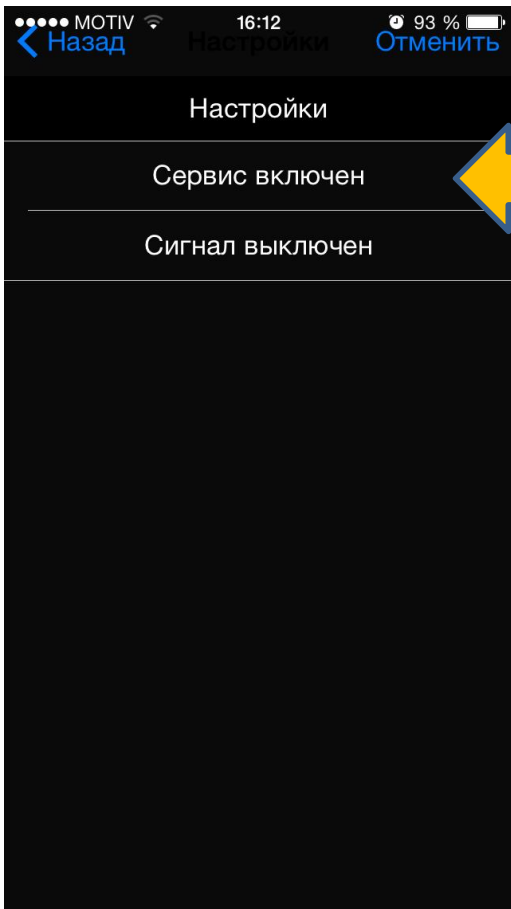 MOTIV 16:12 93 %
Назад Настройки Отменить
Настройки
Сервис включен
Сигнал выключен